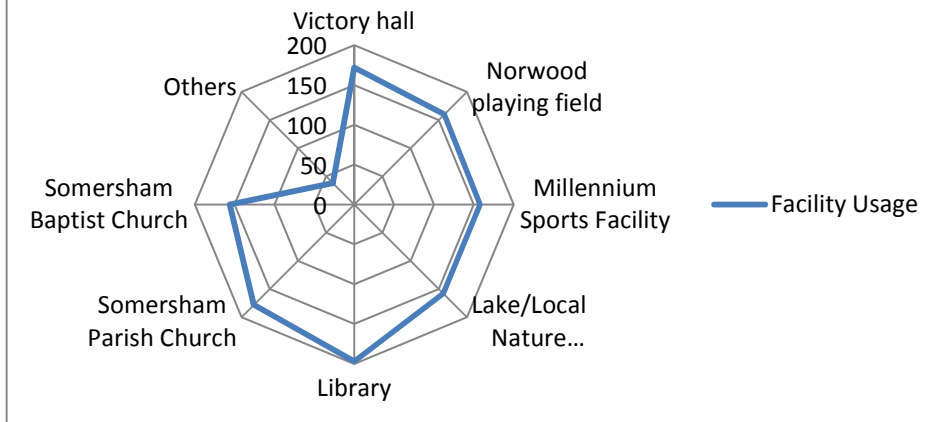 Victory hall
200
150
100
50
0
Norwood
playing field
Millennium
Sports Facility
Lake/Local
Nature...
Library
Somersham
Parish Church
Somersham
Baptist Church
Others
Facility Usage